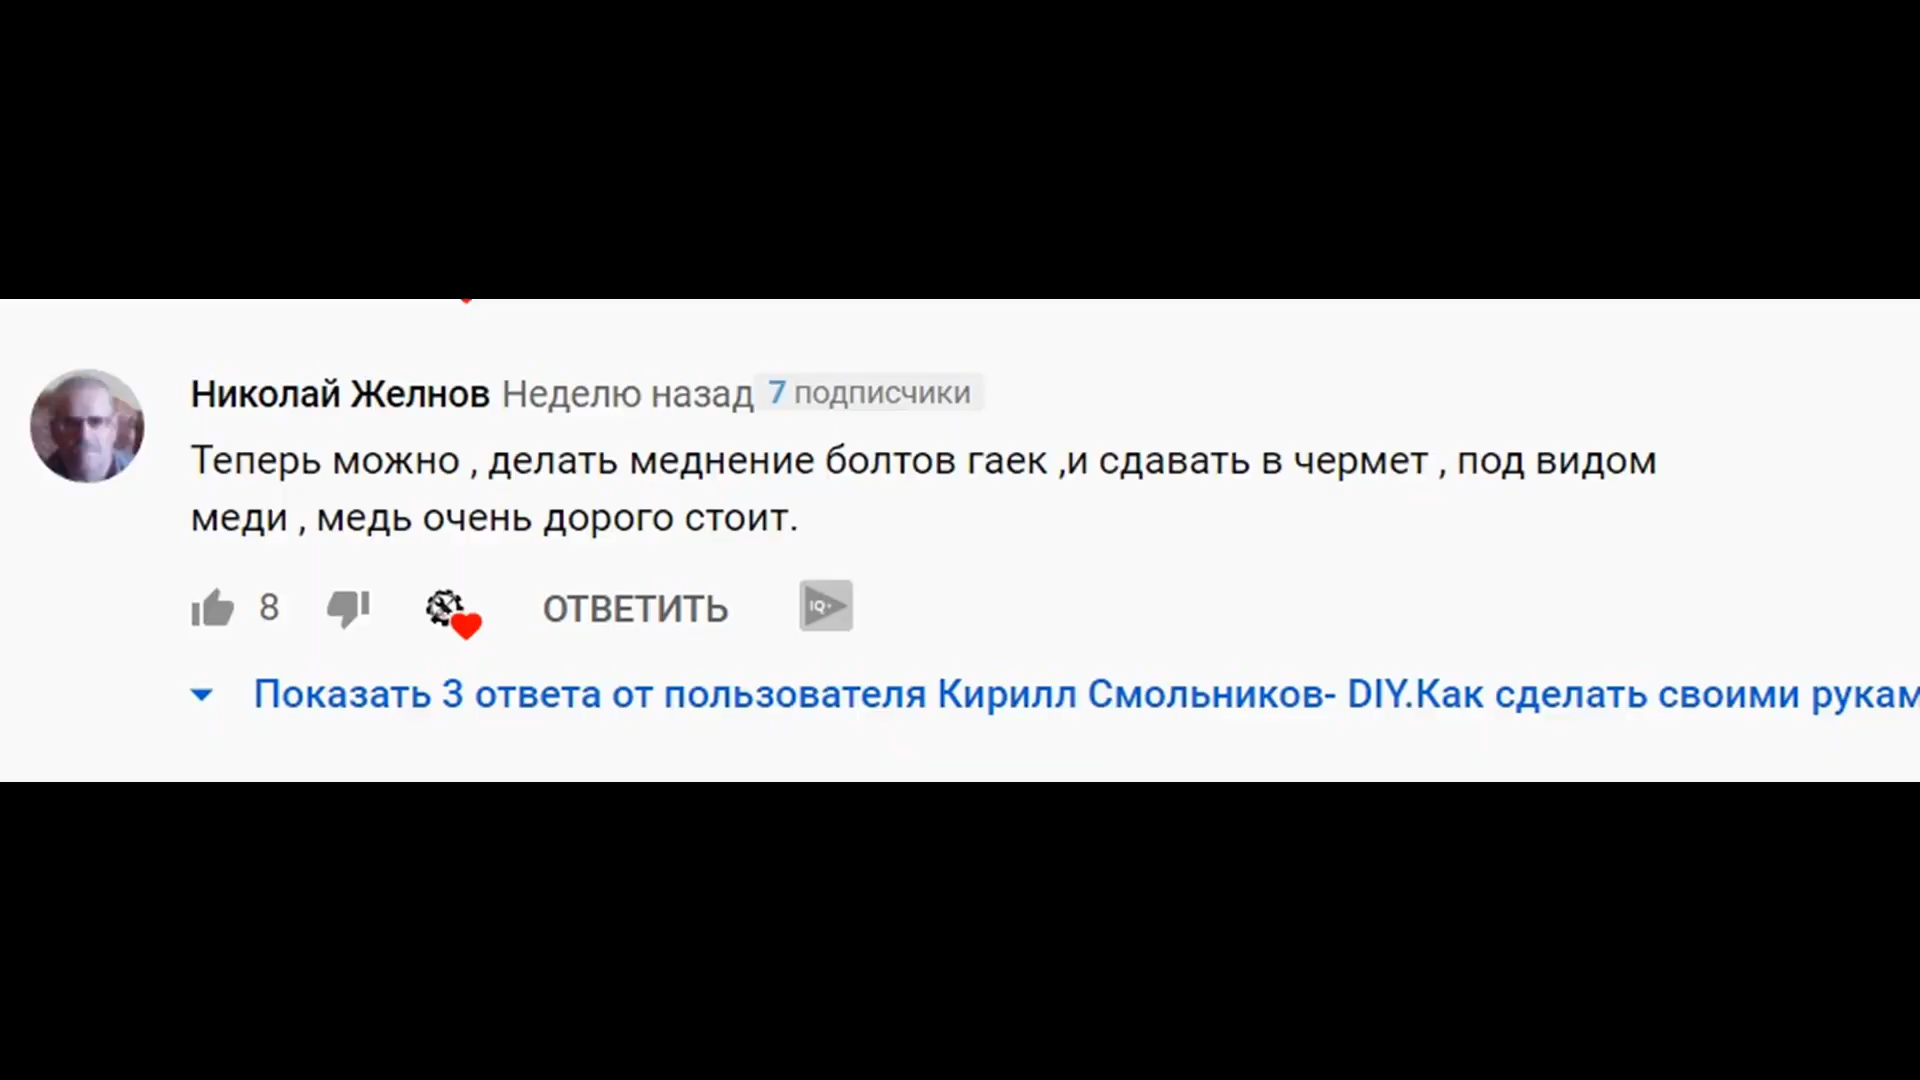 Николай Желнов Неделю назад 7 подписчики
Теперь можно , делать меднение болтов гаек ,и сдавать в чермет , под видом
меди , медь очень дорого стоит.
8 ОТВЕТИТЬ IQ+
Показать 3 ответа от пользователя Кирилл Смольников- DIY.Как сделать своими рукам